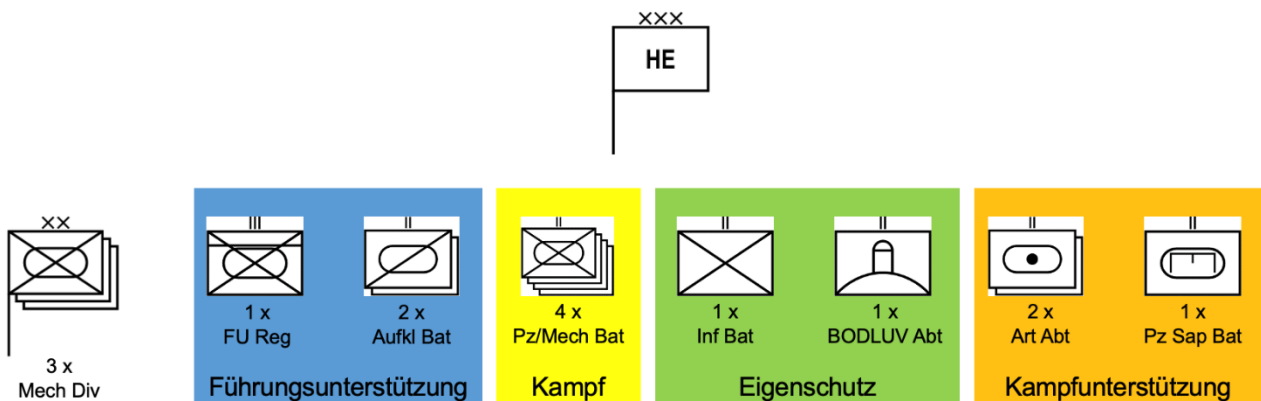 ×××
HE
××
3 x
Mech Div
III
1 x
FU Reg
II
2 x
Aufkl Bat
Führungsunterstützung
II
4 x
Pz/Mech Bat
Kampf
II
1 x
Inf Bat
II
1 x
BODLUV Abt
Eigenschutz
II
2 x
Art Abt
II
1 x
Pz Sap Bat
Kampfunterstützung